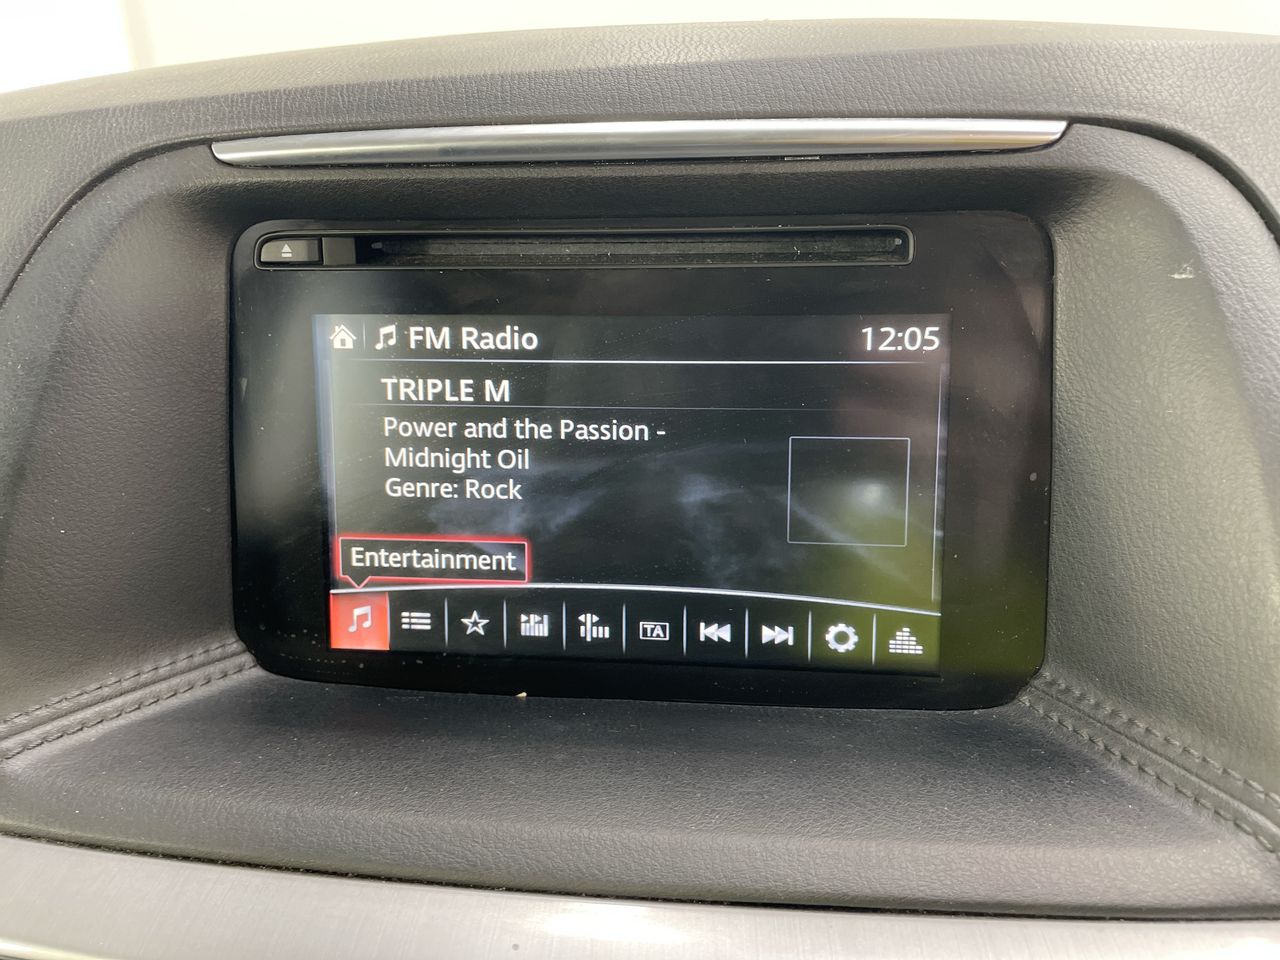 FM Radio 12:05
TRIPLE M
Power and the Passion -
Midnight Oil
Genre: Rock
Entertainment
TA